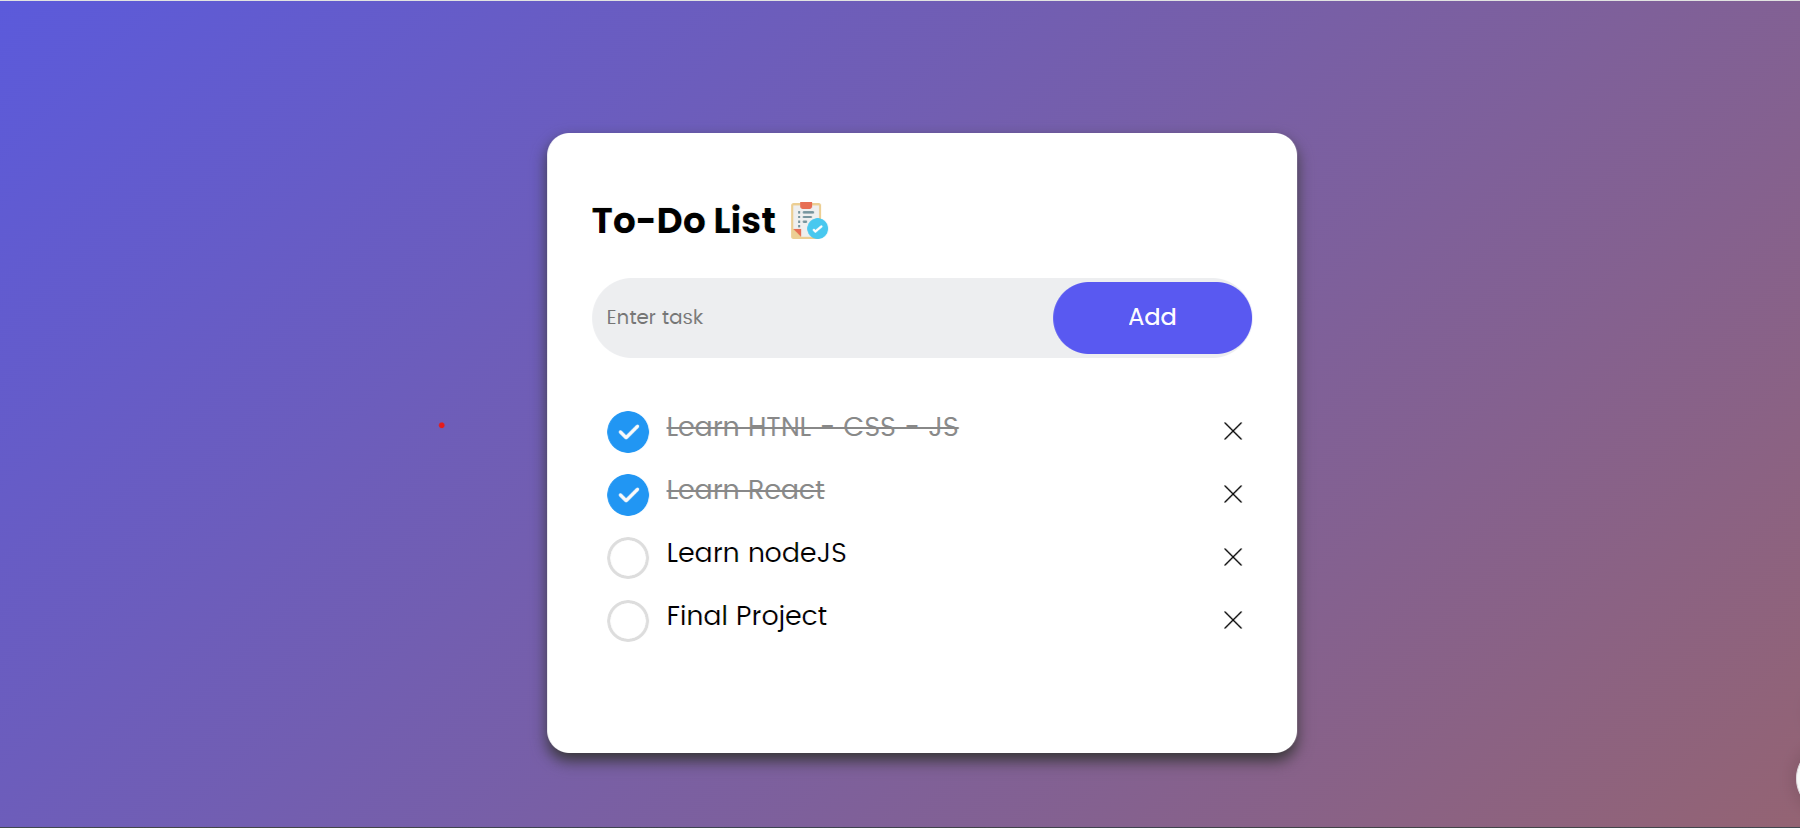 To-Do List
Enter task
Add
Learn HTNL - CSS - JS
Learn React
Learn nodeJS
Final Project